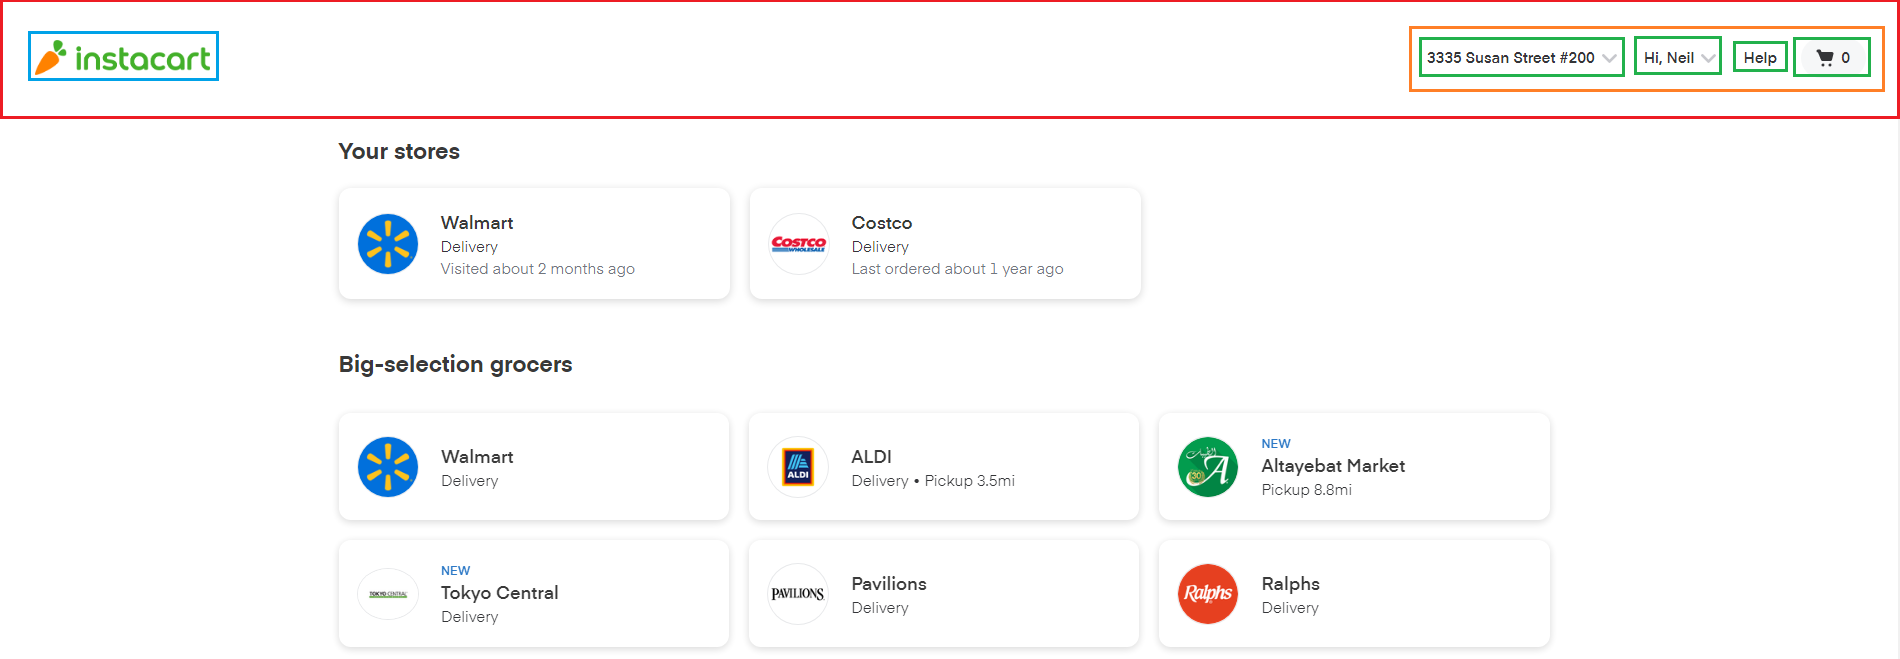 instacart
3335 Susan Street #200
Hi, Neil
Help
0
Your stores
Walmart
Delivery
Visited about 2 months ago
COSTCO
WHOLESALE
Costco
Delivery
Last ordered about 1 year ago
Big-selection grocers
Walmart
Delivery
ALDI
ALDI
Delivery • Pickup 3.5mi
A
30
NEW
Altayebat Market
Pickup 8.8mi
TOKYO CENTRAL
NEW
Tokyo Central
Delivery
PAVILIONS
Pavilions
Delivery
Ralphs
Ralphs
Delivery